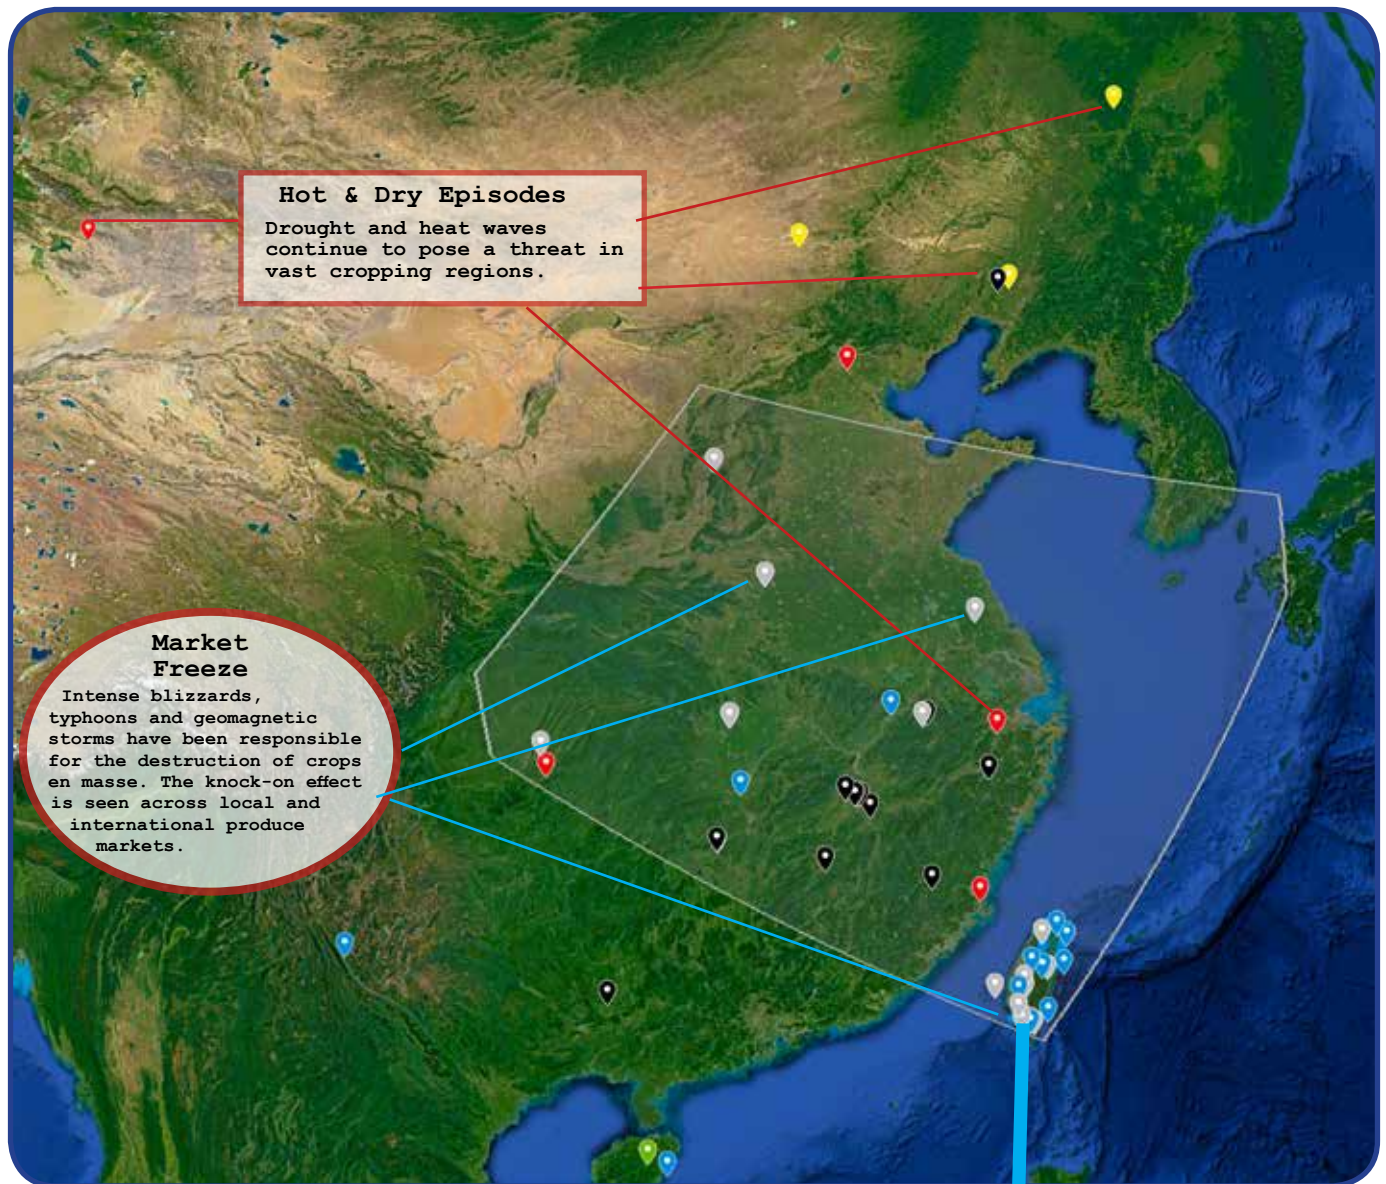 Hot & Dry Episodes
Drought and heat waves
continue to pose a threat in
vast cropping regions.
Market
Freeze
Intense blizzards,
typhoons and geomagnetic
storms have been responsible
for the destruction of crops
en masse. The knock-on effect
is seen across local and
international produce
markets.